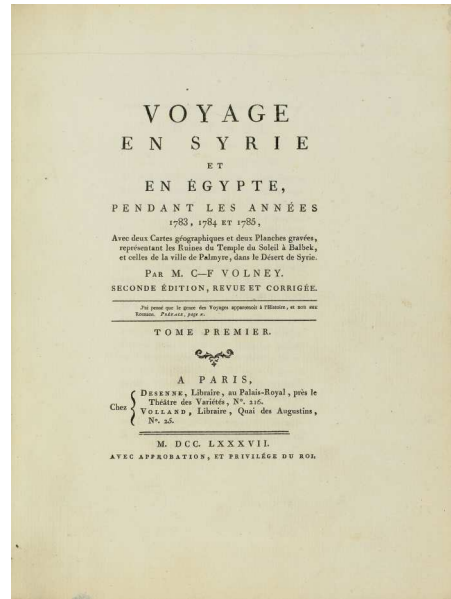 VOYAGE
EN SYRIE
ET
EN ÉGYPTE,
PENDANT LES ANNÉES
1783, 1784 ET 1785,
Avec deux Cartes géographiques et deux Planches gravées,
représentant les Ruines du Temple du Soleil à Balbek,
et celles de la ville de Palmyre, dans le Désert de Syrie.
PAR M. C—F VOLNEY.
SECONDE ÉDITION, REVUE ET CORRIGÉE.
J'ai pensé que le genre des Voyages appartenoit à l'Histoire, et non aux
Romans. PRÉFACE, page
TOME PREMIER.
A PARIS,
Chez
DESENNE, Libraire, au Palais-Royal, près le
Théâtre des Variétés, N°. 216.
VOLLAND, Libraire, Quai des Augustins,
N°. 25.
M. DCC. LXXXVII.
AVEC APPROBATION, ET PRIVILÉGE DU ROI.